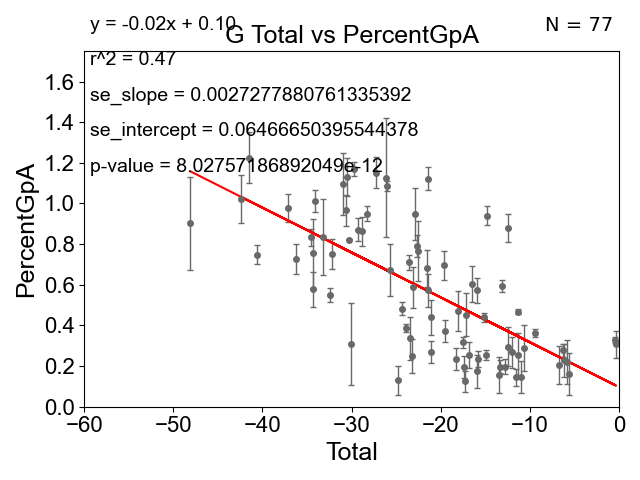 y = -0.02x + 0.10
N = 77
G Total vs PercentGpA
r^2 = 0.47
se_slope = 0.0027277880761335392
se_intercept = 0.06466650395544378
p-value = 8.02757186892049e-12
PercentGpA
1.6
1.4
1.2
1.0
0.8
0.6
0.4
0.2
0.0
−60 −50 −40 −30 −20 −10 0
Total